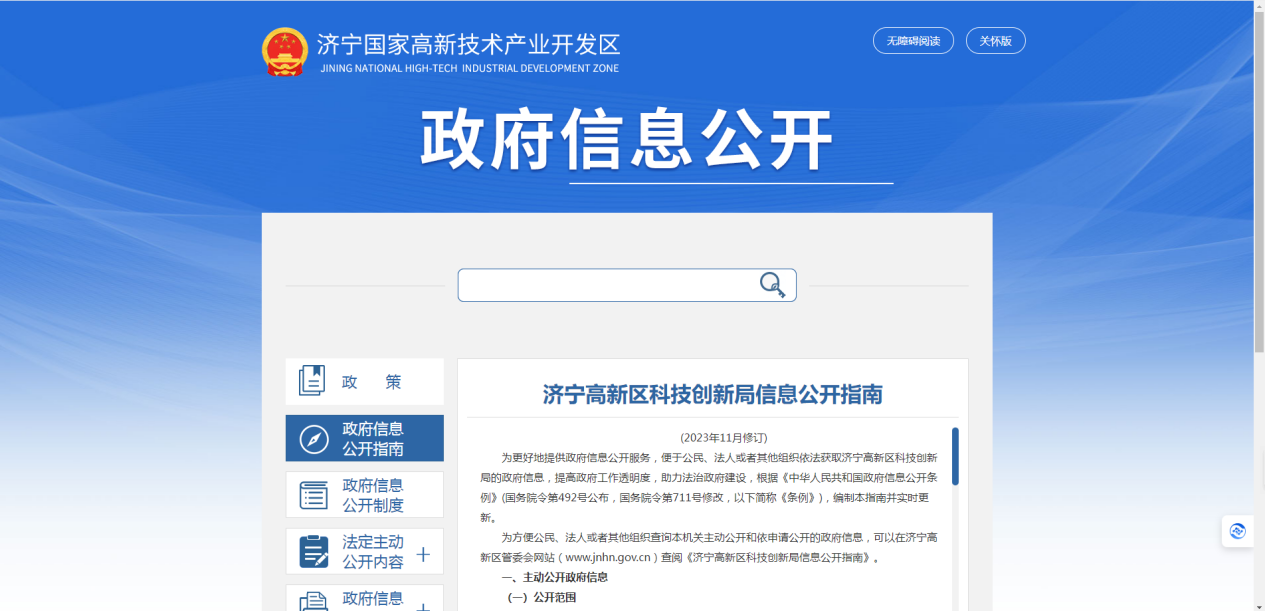 济宁国家高新技术产业开发区
JINING NATIONAL HIGH-TECH INDUSTRIAL DEVELOPMENT ZONE
无障碍阅读
关怀版
政府信息公开
政 策
政府信息
公开指南
政府信息
公开制度
法定主动
公开内容
政府信息
济宁高新区科技创新局信息公开指南
(2023年11月修订)
为更好地提供政府信息公开服务，便于公民、法人或者其他组织依法获取济宁高新区科技创新
局的政府信息，提高政府工作透明度，助力法治政府建设，根据《中华人民共和国政府信息公开条
例》(国务院令第492号公布，国务院令第711号修改，以下简称《条例》)，编制本指南并实时更
新。
为方便公民、法人或者其他组织查询本机关主动公开和依申请公开的政府信息，可以在济宁高
新区管委会网站（www.jnhn.gov.cn）查阅《济宁高新区科技创新局信息公开指南》。
一、主动公开政府信息
（一）公开范围